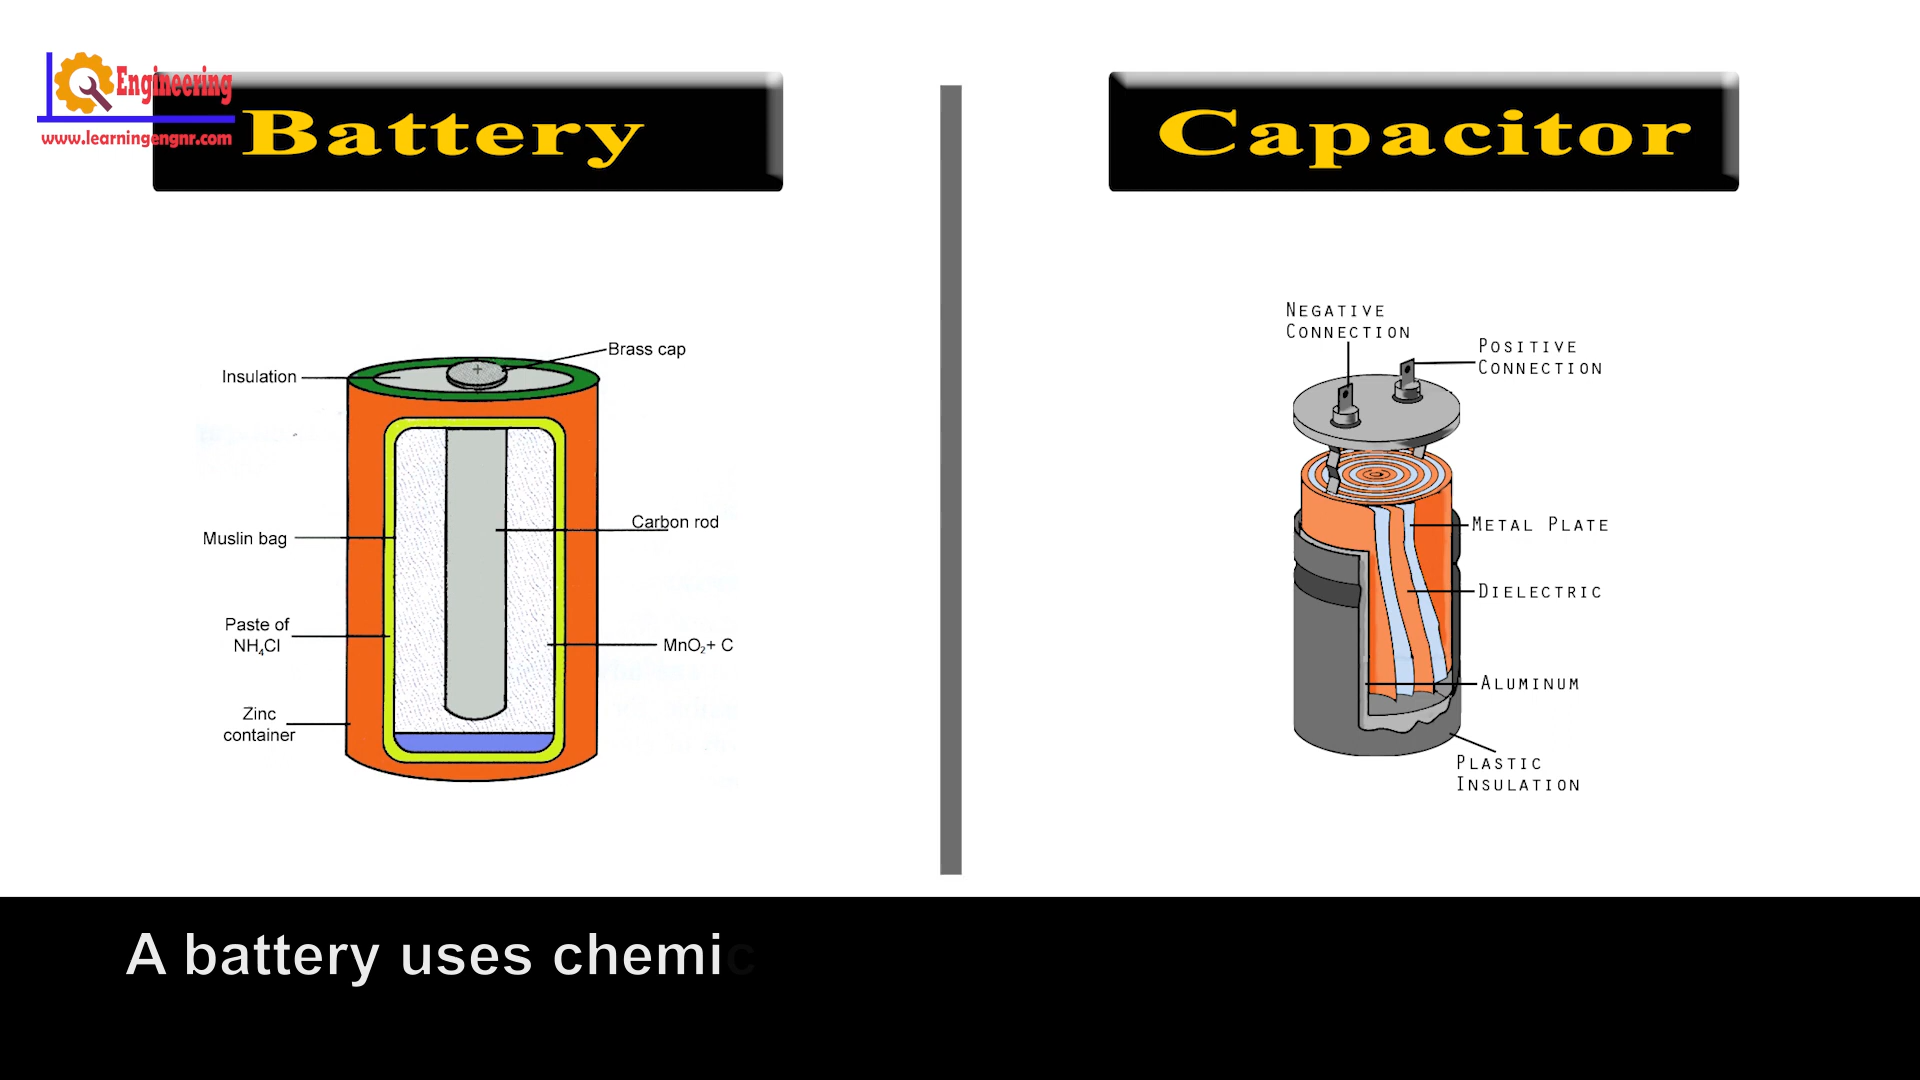 Engineering
www.learningengnr.com
Battery
Capacitor
Insulation
Brass cap
+
Muslin bag
Carbon rod
Paste of
NH₄Cl
MnO₂+ C
Zinc
container
NEGATIVE
CONNECTION
POSITIVE
CONNECTION
METAL PLATE
DIELECTRIC
ALUMINUM
PLASTIC
INSULATION
A battery uses chemic